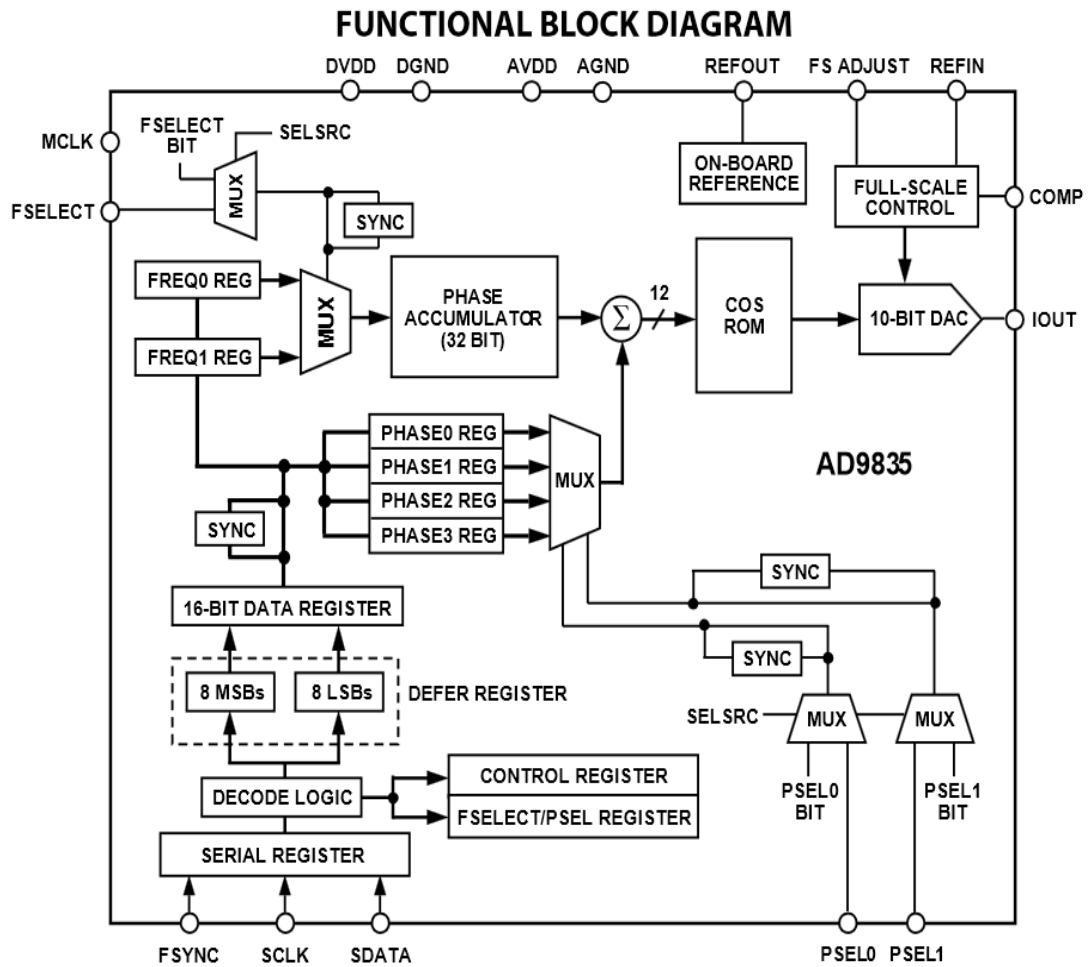 FUNCTIONAL BLOCK DIAGRAM
DVDD
DGND
AVDD
AGND
REFOUT
FS ADJUST
REFIN
MCLK
FSELECT
BIT
SELSRC
MUX
ON-BOARD
REFERENCE
FULL-SCALE
CONTROL
COMP
FSELECT
SYNC
FREQ0 REG
MUX
PHASE
ACCUMULATOR
(32 BIT)
Σ
12
COS
ROM
10-BIT DAC
IOUT
FREQ1 REG
PHASE0 REG
PHASE1 REG
PHASE2 REG
PHASE3 REG
MUX
AD9835
SYNC
SYNC
16-BIT DATA REGISTER
SYNC
8 MSBs
8 LSBs
DEFER REGISTER
SELSRC
MUX
MUX
DECODE LOGIC
CONTROL REGISTER
FSELECT/PSEL REGISTER
PSEL0
BIT
PSEL1
BIT
SERIAL REGISTER
FSYNC
SCLK
SDATA
PSEL0
PSEL1